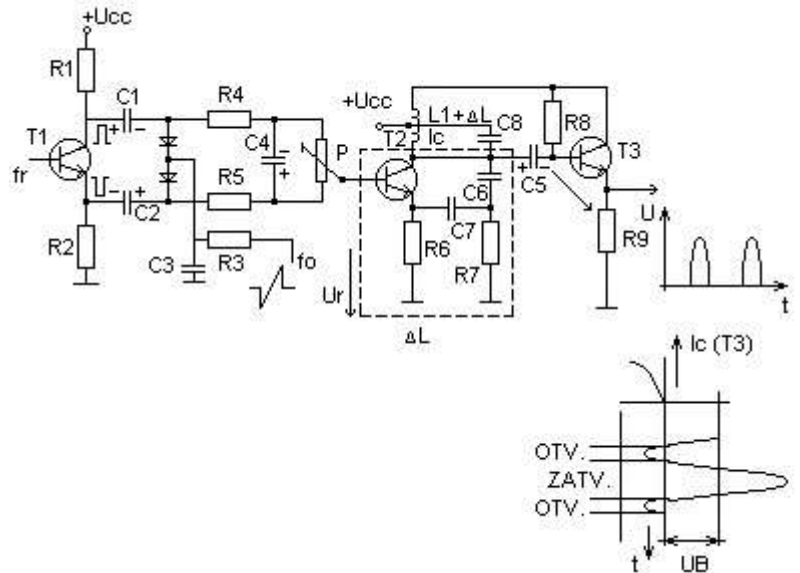 +Ucc
R1
C1
R4
T1
+
-
C4
-
+
P
fr
-
+
C2
R5
R2
C3
R3
fo
+Ucc
L1+ΔL
T2
Ic
C8
R8
T3
C6
+
C5
C7
R6
R7
Ur
ΔL
R9
U
t
Ic (T3)
OTV.
ZATV.
OTV.
t
UB